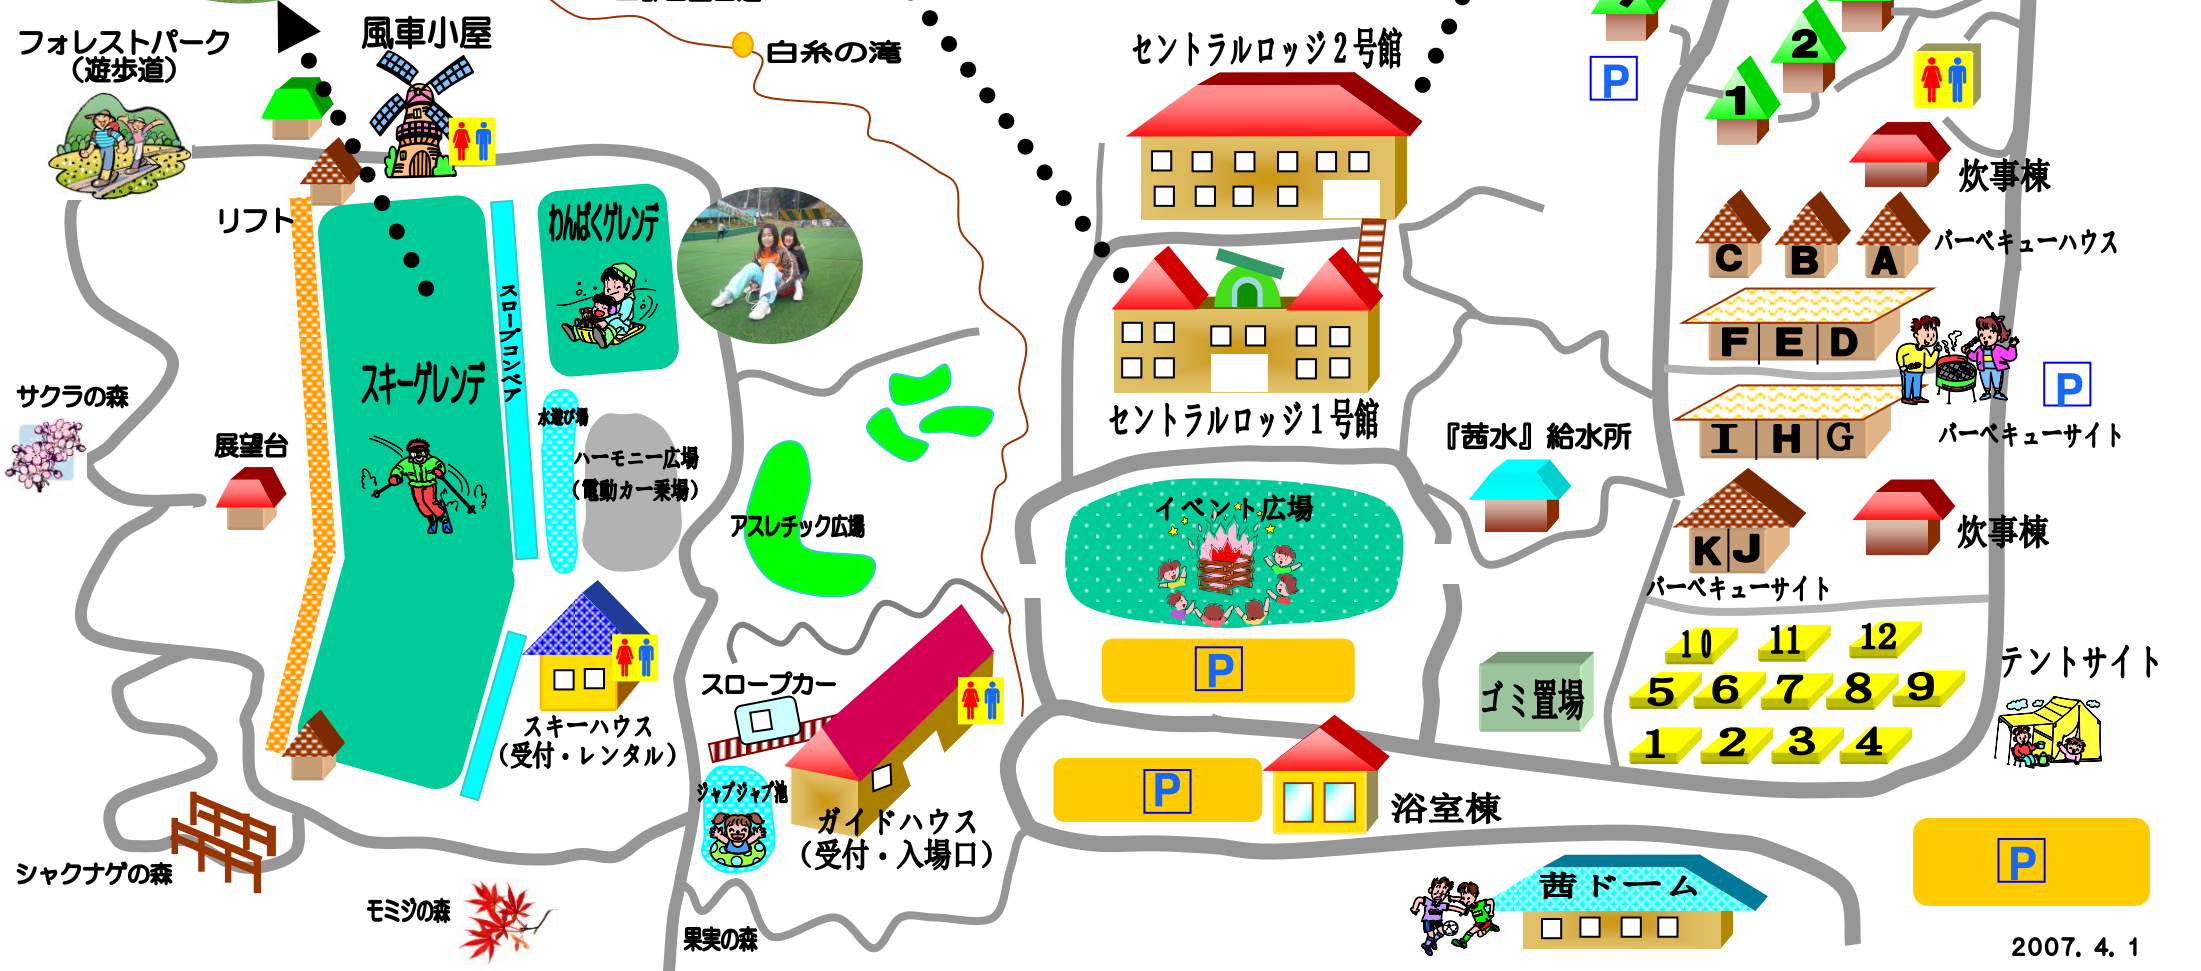 フォレストパーク
（遊歩道）
風車小屋
白糸の滝
セントラルロッジ２号館
P
2
1
炊事棟
リフト
わんぱくゲレンデ
スロープコンベア
スキーゲレンデ
C
B
A
バーベキューハウス
F
E
D
P
サクラの森
展望台
水遊び場
ハーモニー広場
（電動カー乗場）
アスレチック広場
セントラルロッジ１号館
『茜水』給水所
I
H
G
バーベキューサイト
イベント広場
K
J
炊事棟
バーベキューサイト
10
11
12
テントサイト
5
6
7
8
9
1
2
3
4
P
ゴミ置場
スロープカー
スキーハウス
（受付・レンタル）
ジャブジャブ池
ガイドハウス
（受付・入場口）
P
浴室棟
シャクナゲの森
モミジの森
果実の森
茜ドーム
P
2007. 4. 1